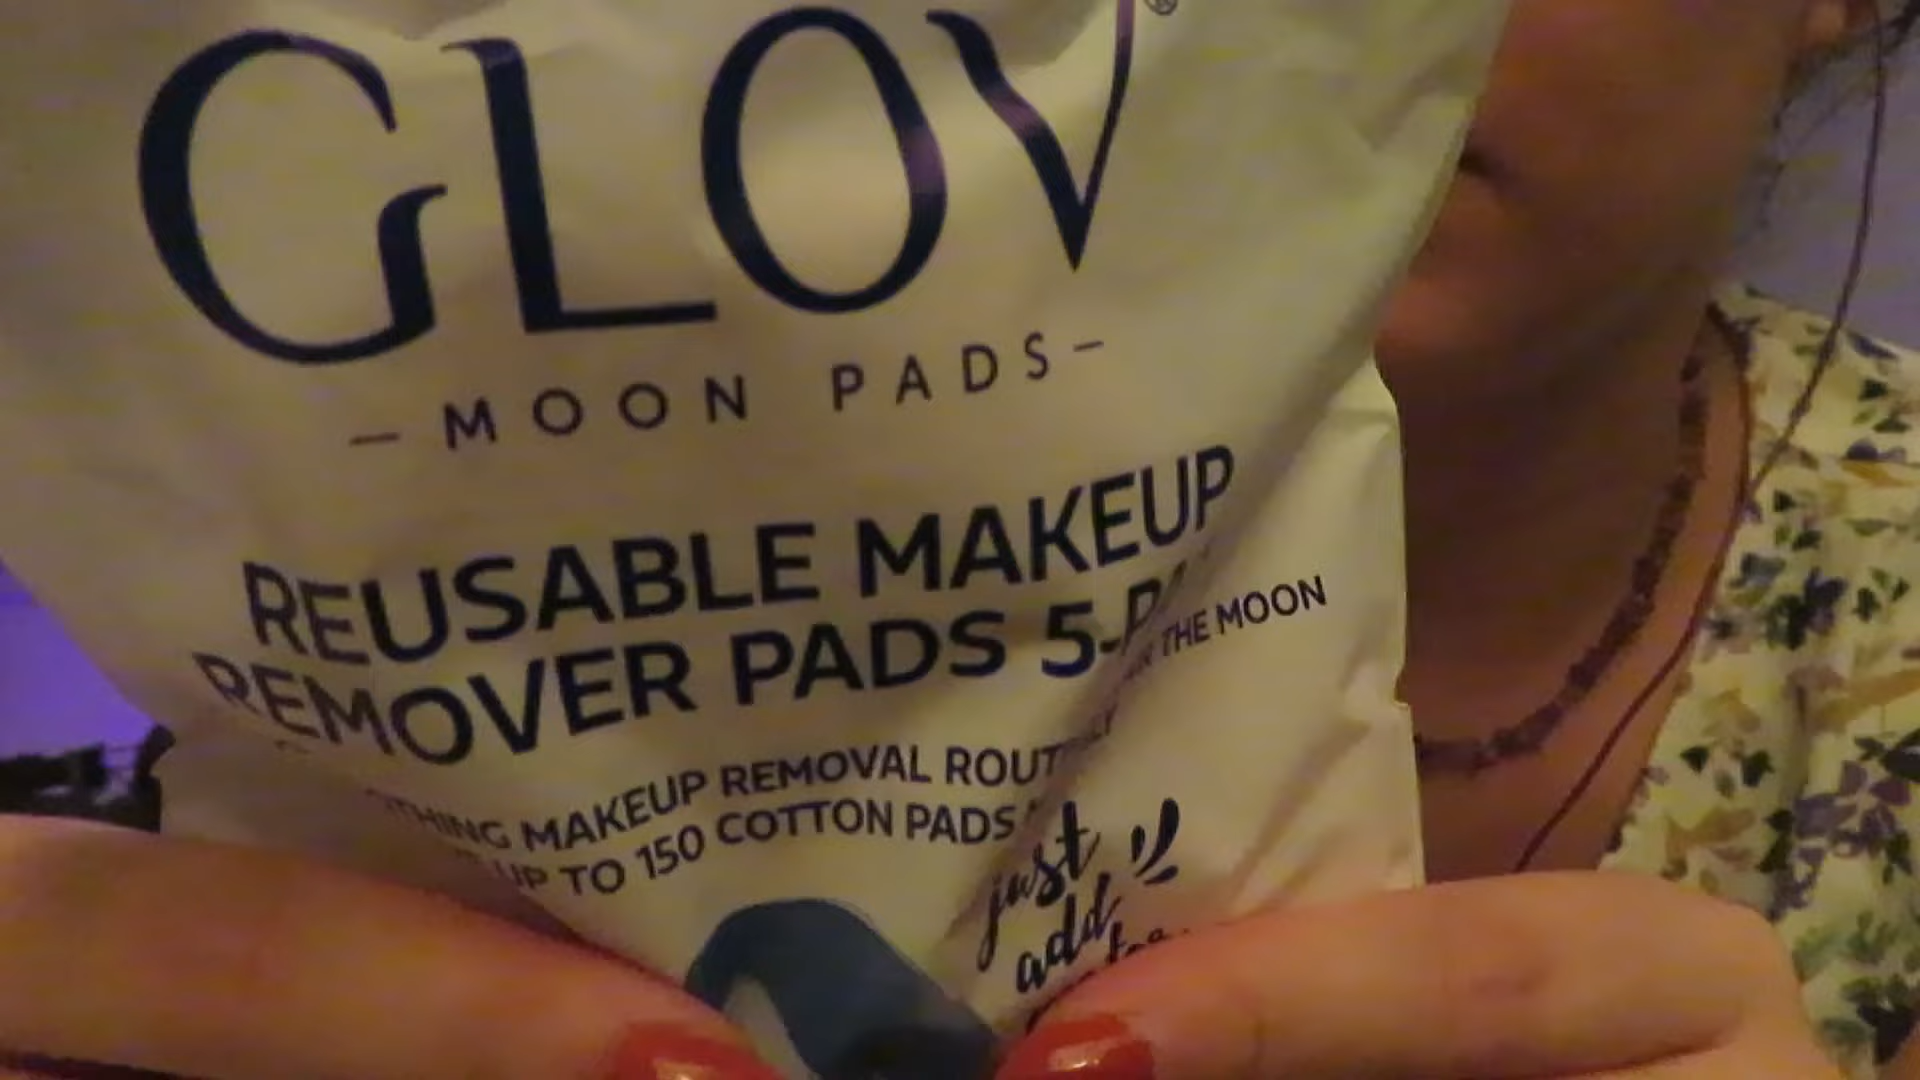 GLOV®
— MOON PADS —
REUSABLE MAKEUP
REMOVER PADS 5-
THE MOON
MAKEUP REMOVAL
UP TO 150 COTTON PADS
just
add